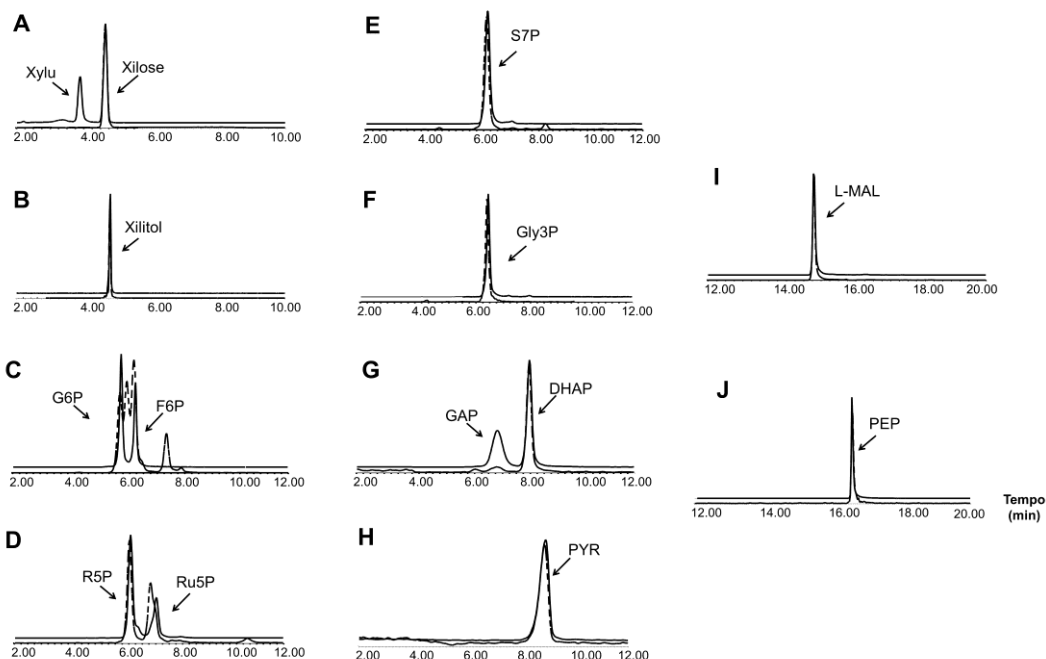 A
Xylu
Xilose
2.00 4.00 6.00 8.00 10.00
B
Xilitol
2.00 4.00 6.00 8.00 10.00
C
G6P
F6P
2.00 4.00 6.00 8.00 10.00 12.00
D
R5P
Ru5P
2.00 4.00 6.00 8.00 10.00 12.00
E
S7P
2.00 4.00 6.00 8.00 10.00 12.00
F
Gly3P
2.00 4.00 6.00 8.00 10.00 12.00
G
GAP
DHAP
2.00 4.00 6.00 8.00 10.00 12.00
H
PYR
2.00 4.00 6.00 8.00 10.00 12.00
I
L-MAL
12.00 14.00 16.00 18.00 20.00
J
PEP
12.00 14.00 16.00 18.00 20.00
Tempo
(min)